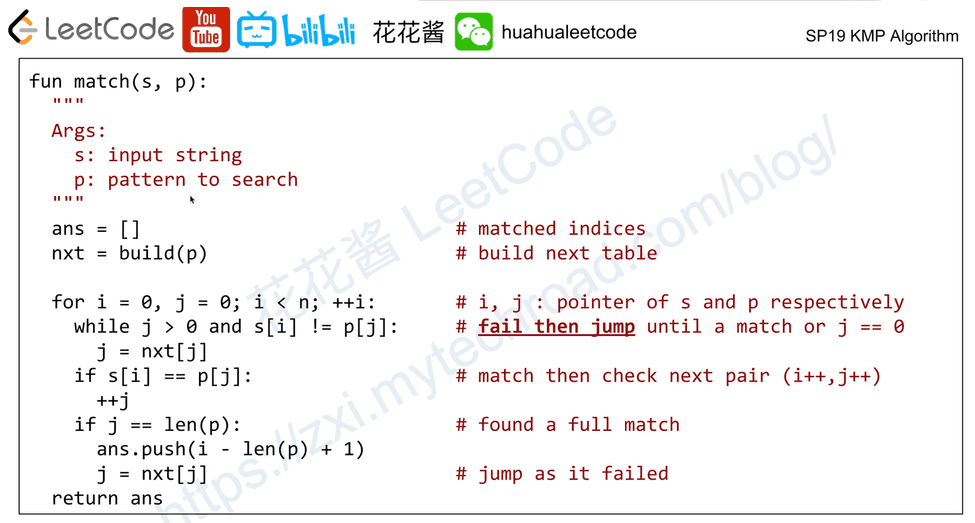 LeetCode You Tube bilibili 花花酱 huahualeetcode SP19 KMP Algorithm
fun match(s, p):
"""
Args:
s: input string
p: pattern to search
"""
ans = [] # matched indices
nxt = build(p) # build next table
for i = 0, j = 0; i < n; ++i: # i, j : pointer of s and p respectively
while j > 0 and s[i] != p[j]: # fail then jump until a match or j == 0
j = nxt[j]
if s[i] == p[j]: # match then check next pair (i++,j++)
++j
if j == len(p): # found a full match
ans.push(i - len(p) + 1)
j = nxt[j] # jump as it failed
return ans
花花酱 LeetCode
https://zxi.mytechroad.com/blog/